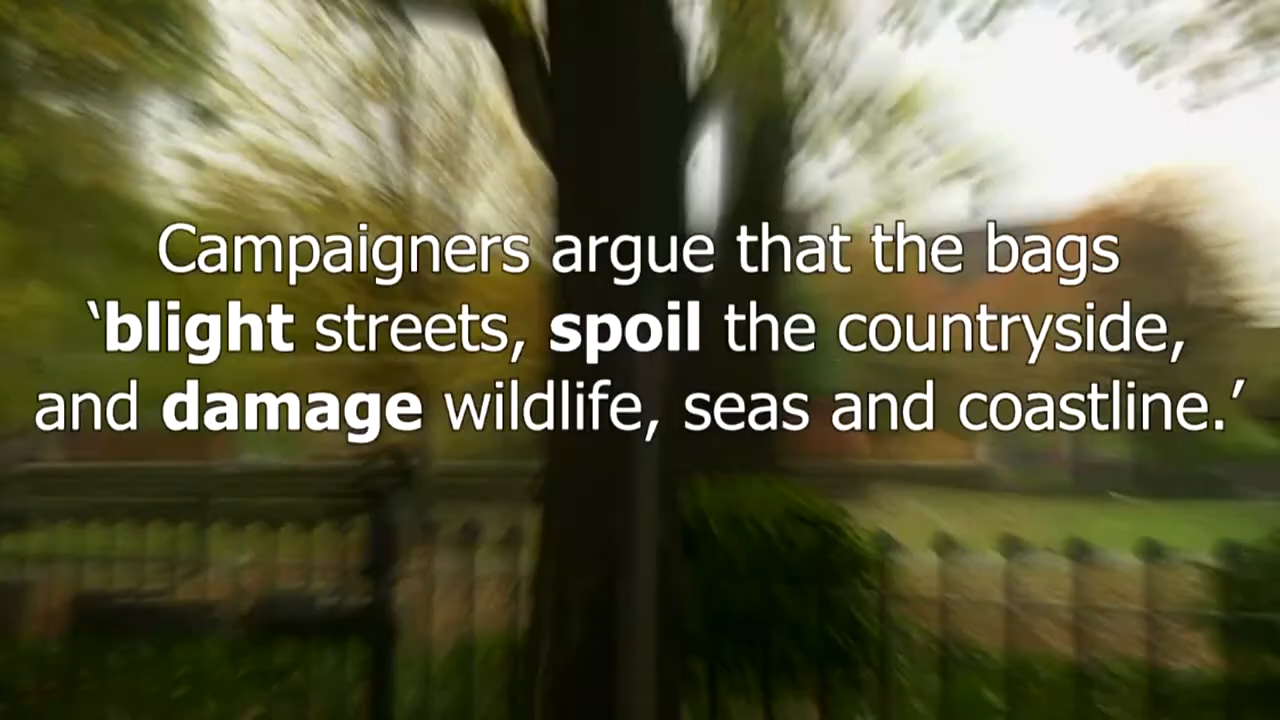 Campaigners argue that the bags
‘blight streets, spoil the countryside,
and damage wildlife, seas and coastline.’